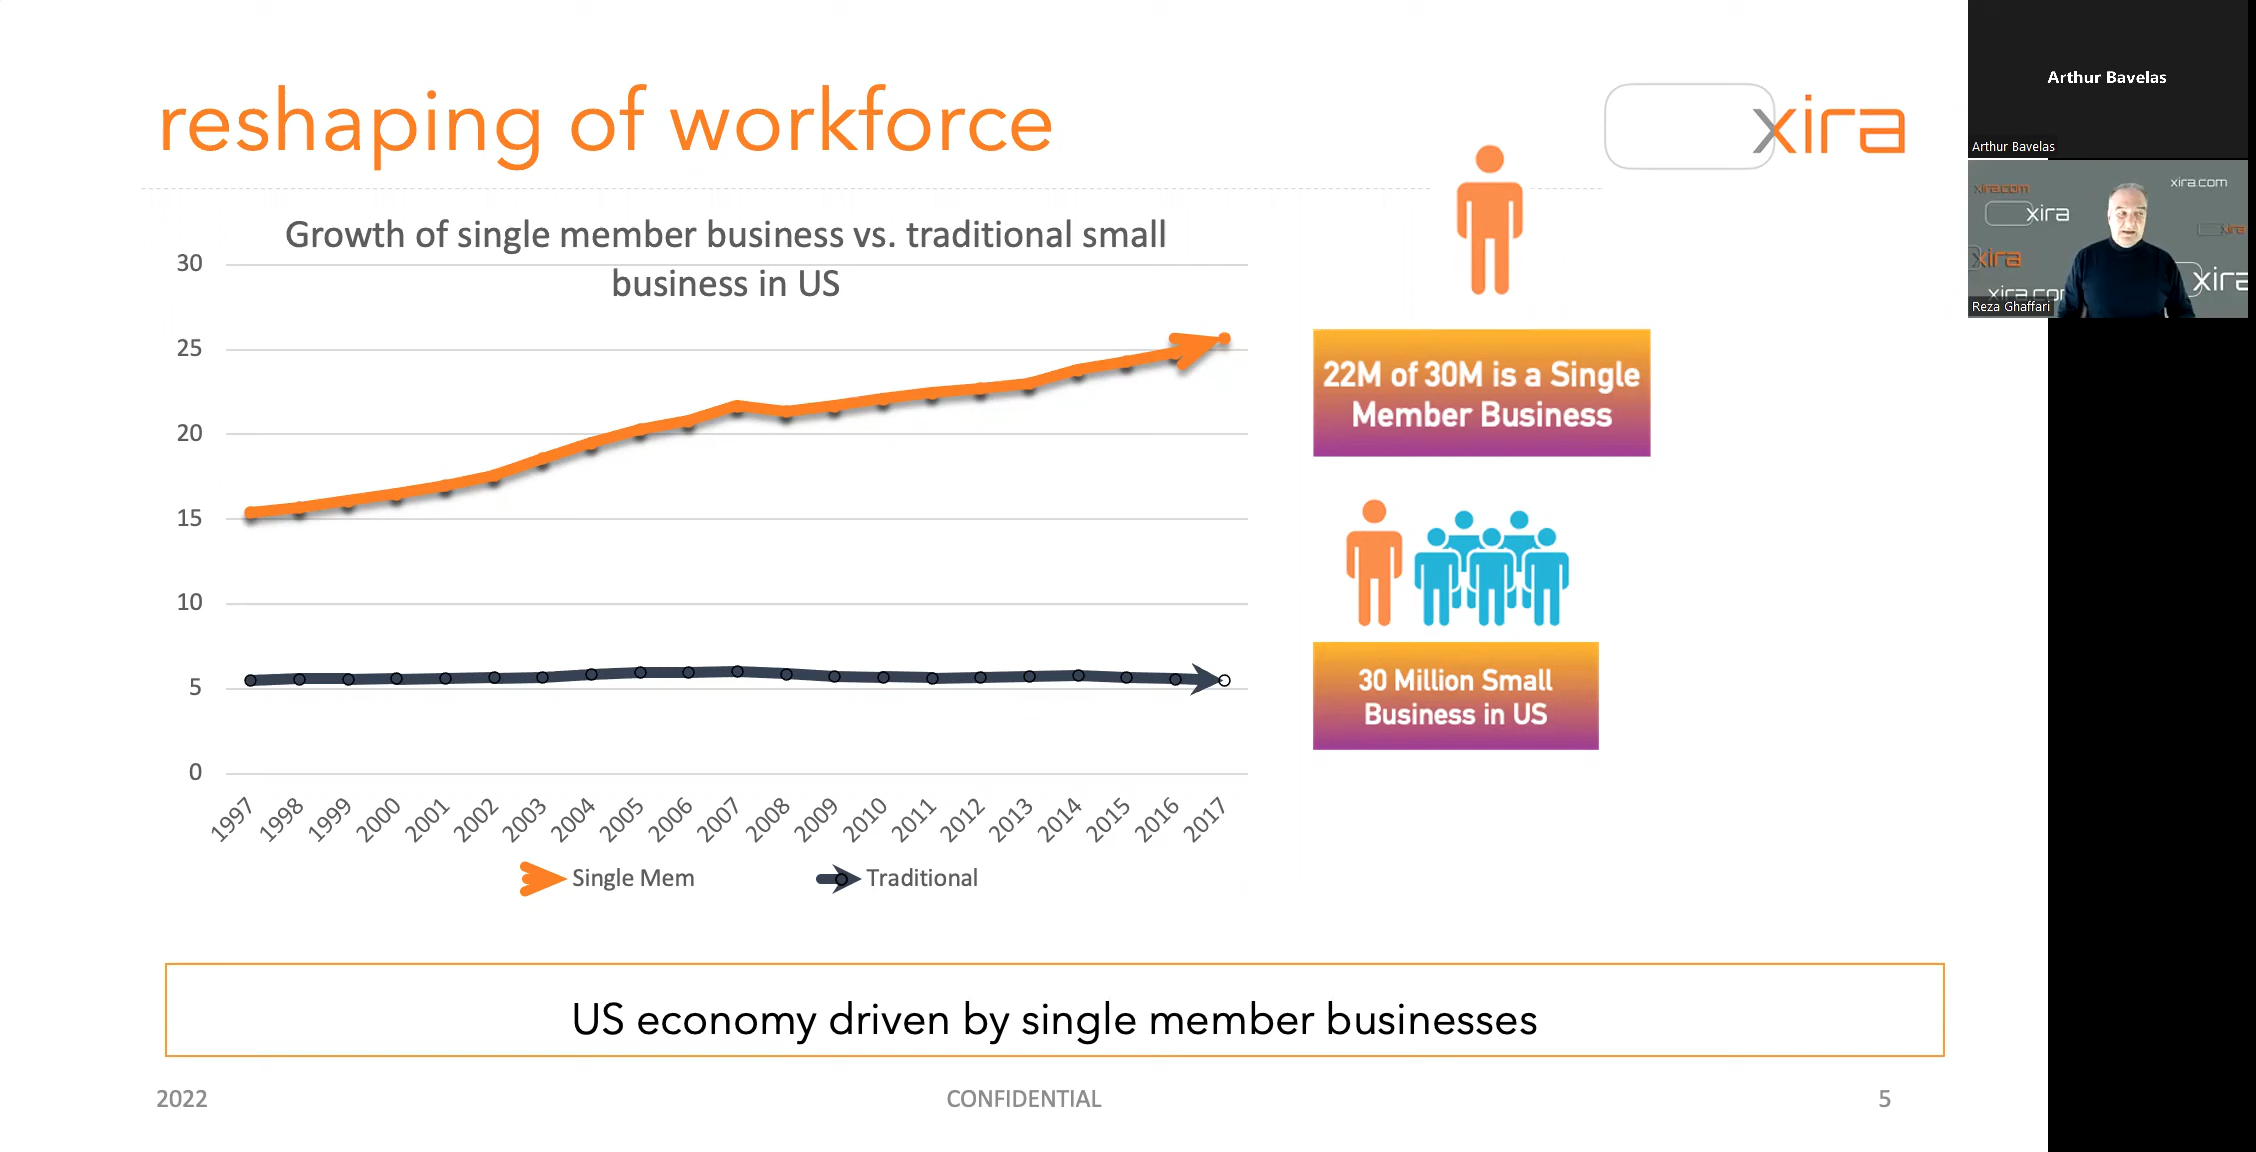 reshaping of workforce
xira
Growth of single member business vs. traditional small
business in US
30
25
20
15
10
5
0
1997
1998
1999
2000
2001
2002
2003
2004
2005
2006
2007
2008
2009
2010
2011
2012
2013
2014
2015
2016
2017
Single Mem
Traditional
22M of 30M is a Single
Member Business
30 Million Small
Business in US
US economy driven by single member businesses
2022
CONFIDENTIAL
5
Arthur Bavelas
Arthur Bavelas
xira.com
xira.com
xira
xira
xira
xira
xira.com
Reza Ghaffari